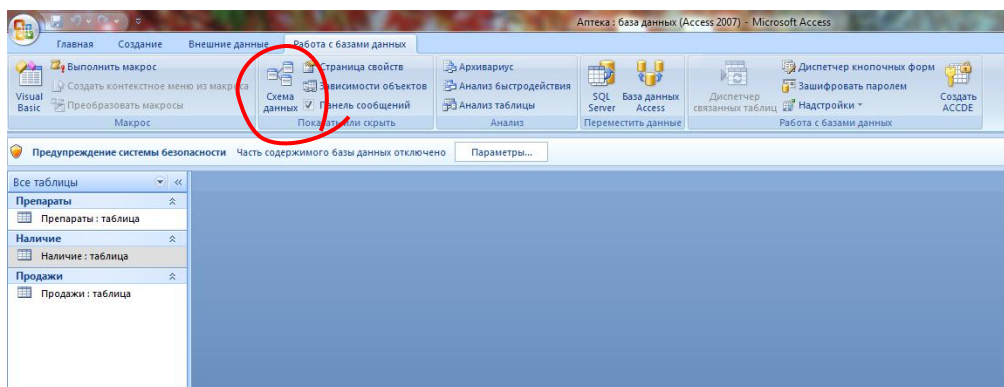 Аптека : база данных (Access 2007) - Microsoft Access
Главная Создание Внешние данные Работа с базами данных
Visual Basic
Выполнить макрос
Создать контекстное меню из макроса
Преобразовать макросы
Макрос
Схема данных
Страница свойств
Зависимости объектов
Панель сообщений
Показать или скрыть
Архивариус
Анализ быстродействия
Анализ таблицы
Анализ
SQL Server
База данных Access
Переместить данные
Диспетчер связанных таблиц
Диспетчер кнопочных форм
Зашифровать паролем
Надстройки
Создать ACCDE
Работа с базами данных
Предупреждение системы безопасности Часть содержимого базы данных отключено Параметры...
Все таблицы
Препараты
Препараты : таблица
Наличие
Наличие : таблица
Продажи
Продажи : таблица